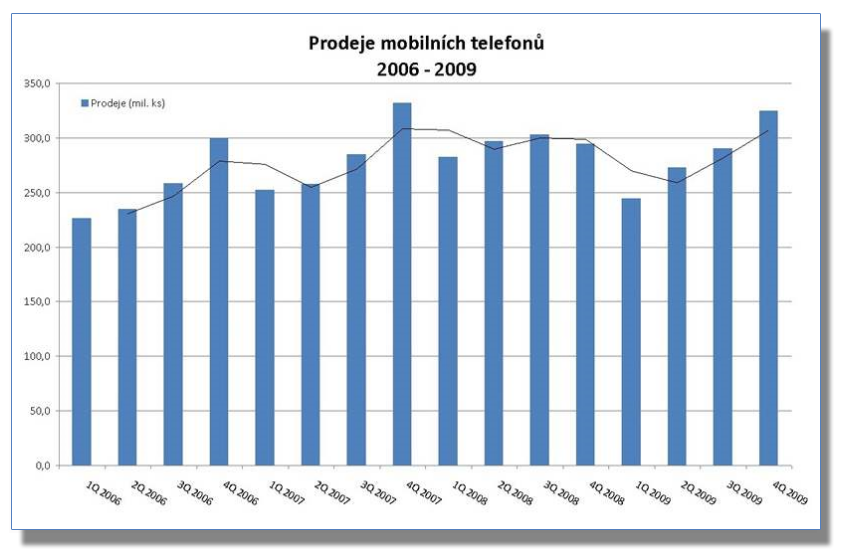 Prodeje mobilních telefonů
2006 - 2009
350,0
Prodeje (mil. ks)
300,0
250,0
200,0
150,0
100,0
50,0
0,0
1Q 2006
2Q 2006
3Q 2006
4Q 2006
1Q 2007
2Q 2007
3Q 2007
4Q 2007
1Q 2008
2Q 2008
3Q 2008
4Q 2008
1Q 2009
2Q 2009
3Q 2009
4Q 2009